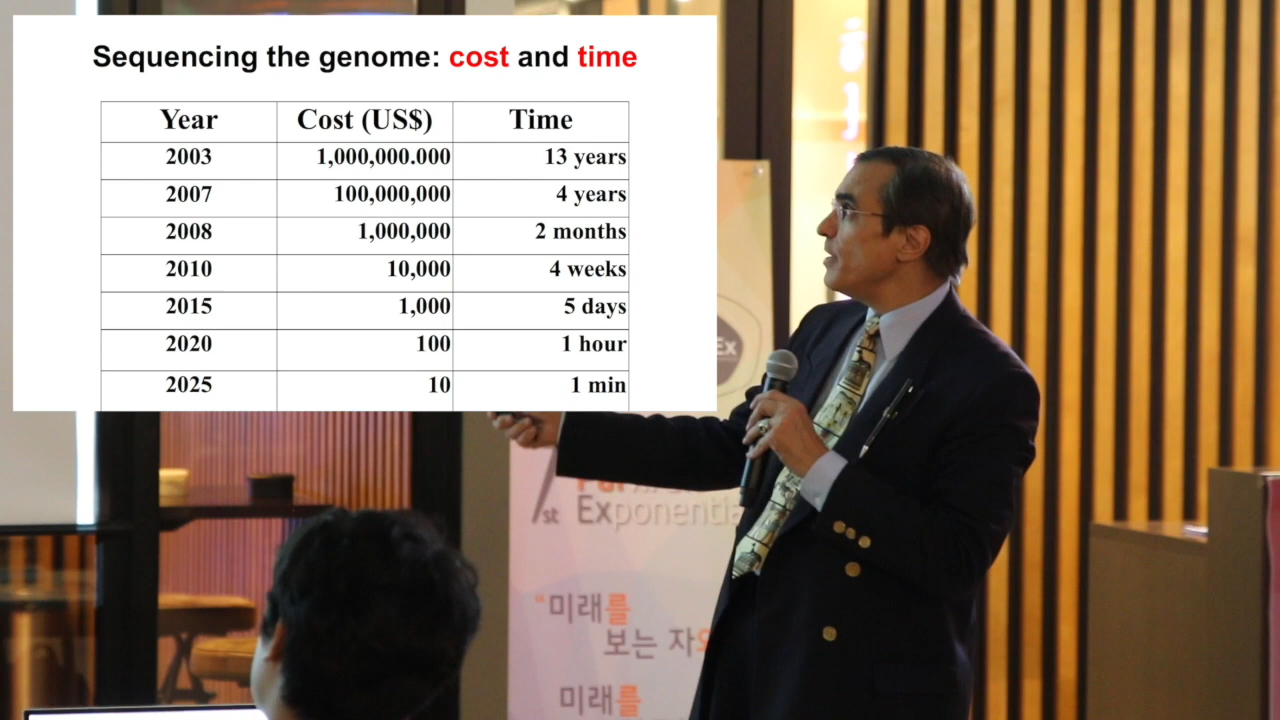 Sequencing the genome: cost and time
Year Cost (US$) Time
2003 1,000,000.000 13 years
2007 100,000,000 4 years
2008 1,000,000 2 months
2010 10,000 4 weeks
2015 1,000 5 days
2020 100 1 hour
2025 10 1 min
Ex
st
Exponentia
“미래를
보는 자와
미래를